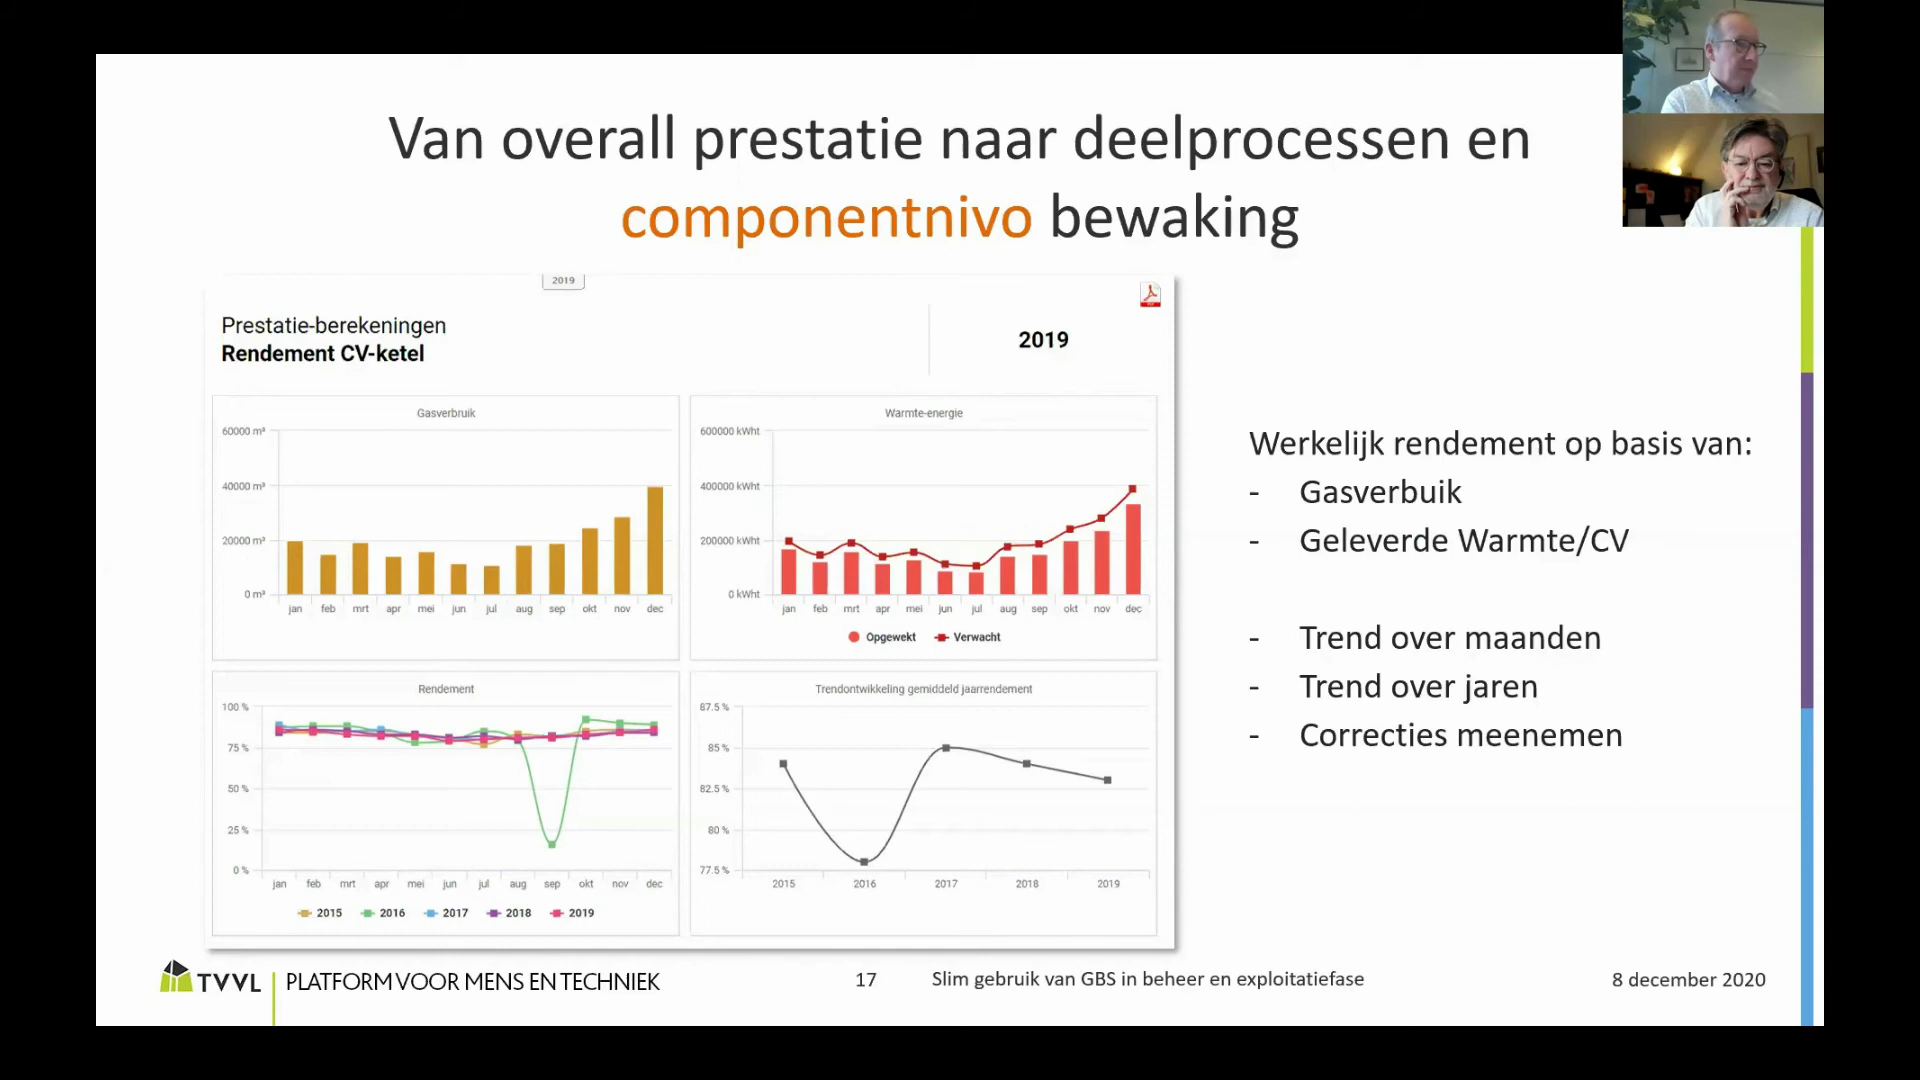 Van overall prestatie naar deelprocessen en
componentnivo bewaking
2019
Prestatie-berekeningen
Rendement CV-ketel
2019
Gasverbuik
60000 m³
40000 m³
20000 m³
0 m³
jan feb mrt apr mei jun jul aug sep okt nov dec
Warmte-energie
600000 kWht
400000 kWht
200000 kWht
0 kWht
jan feb mrt apr mei jun jul aug sep okt nov dec
Opgewekt Verwacht
Rendement
100 %
75 %
50 %
25 %
0 %
jan feb mrt apr mei jun jul aug sep okt nov dec
2015 2016 2017 2018 2019
Trendontwikkeling gemiddeld jaarrendement
87.5 %
85 %
82.5 %
80 %
77.5 %
2015 2016 2017 2018 2019
Werkelijk rendement op basis van:
- Gasverbuik
- Geleverde Warmte/CV
- Trend over maanden
- Trend over jaren
- Correcties meenemen
TVVL PLATFORM VOOR MENS EN TECHNIEK
17
Slim gebruik van GBS in beheer en exploitatiefase
8 december 2020